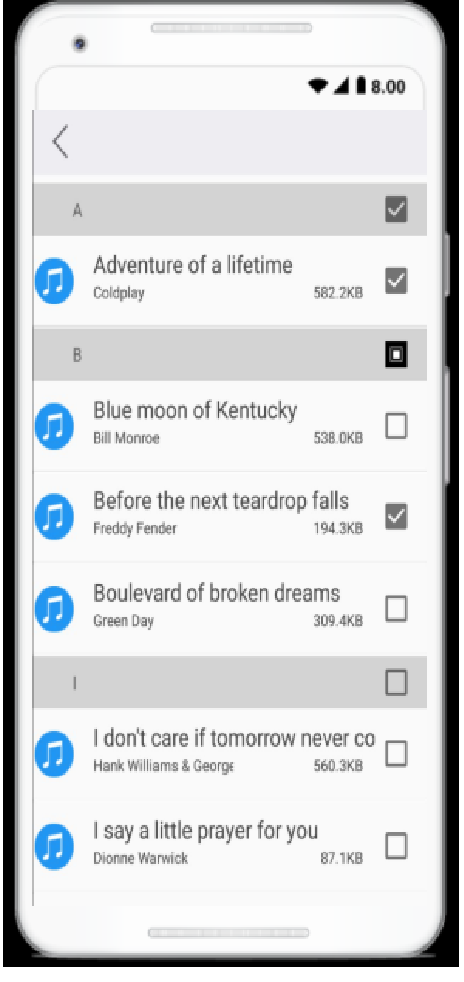 8.00
A
Adventure of a lifetime
Coldplay 582.2KB
B
Blue moon of Kentucky
Bill Monroe 538.0KB
Before the next teardrop falls
Freddy Fender 194.3KB
Boulevard of broken dreams
Green Day 309.4KB
I
I don't care if tomorrow never co
Hank Williams & George 560.3KB
I say a little prayer for you
Dionne Warwick 87.1KB